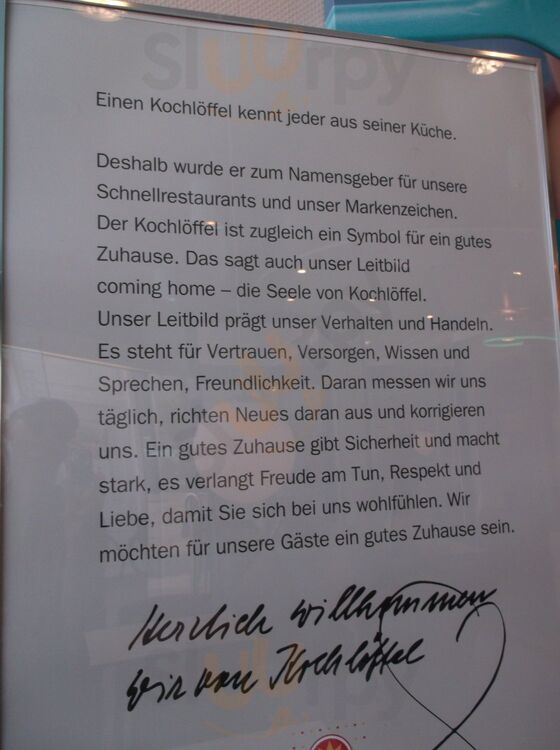 Sluurpy
Einen Kochlöffel kennt jeder aus seiner Küche.
Deshalb wurde er zum Namensgeber für unsere
Schnellrestaurants und unser Markenzeichen.
Der Kochlöffel ist zugleich ein Symbol für ein gutes
Zuhause. Das sagt auch unser Leitbild
coming home – die Seele von Kochlöffel.
Unser Leitbild prägt unser Verhalten und Handeln.
Es steht für Vertrauen, Versorgen, Wissen und
Sprechen, Freundlichkeit. Daran messen wir uns
täglich, richten Neues daran aus und korrigieren
uns. Ein gutes Zuhause gibt Sicherheit und macht
stark, es verlangt Freude am Tun, Respekt und
Liebe, damit Sie sich bei uns wohlfühlen. Wir
möchten für unsere Gäste ein gutes Zuhause sein.
Herzlich willkommen
Wir von Kochlöffel
Sluurpy